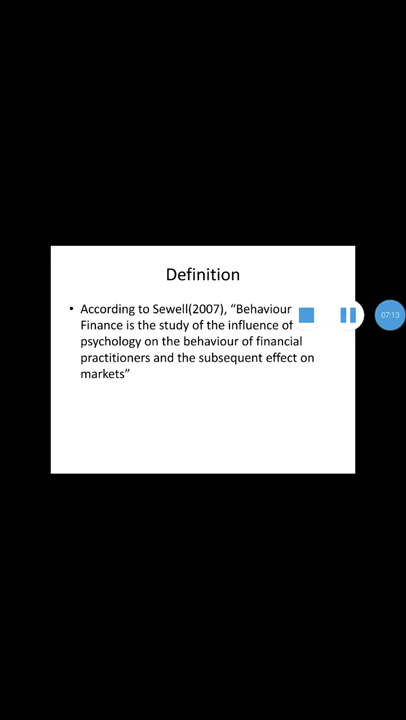 Definition
• According to Sewell(2007), “Behaviour
Finance is the study of the influence of
psychology on the behaviour of financial
practitioners and the subsequent effect on
markets”
07:13